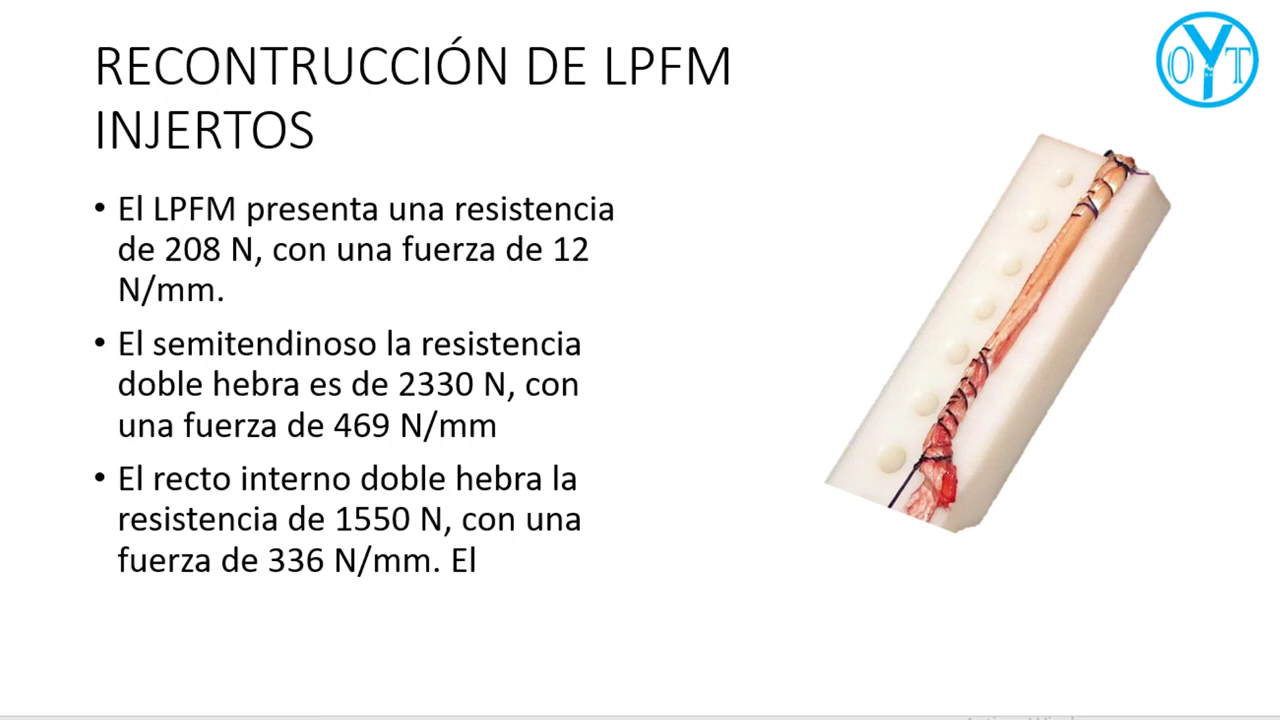 RECONTRUCCIÓN DE LPFM
INJERTOS
OYT
• El LPFM presenta una resistencia
de 208 N, con una fuerza de 12
N/mm.
• El semitendinoso la resistencia
doble hebra es de 2330 N, con
una fuerza de 469 N/mm
• El recto interno doble hebra la
resistencia de 1550 N, con una
fuerza de 336 N/mm. El